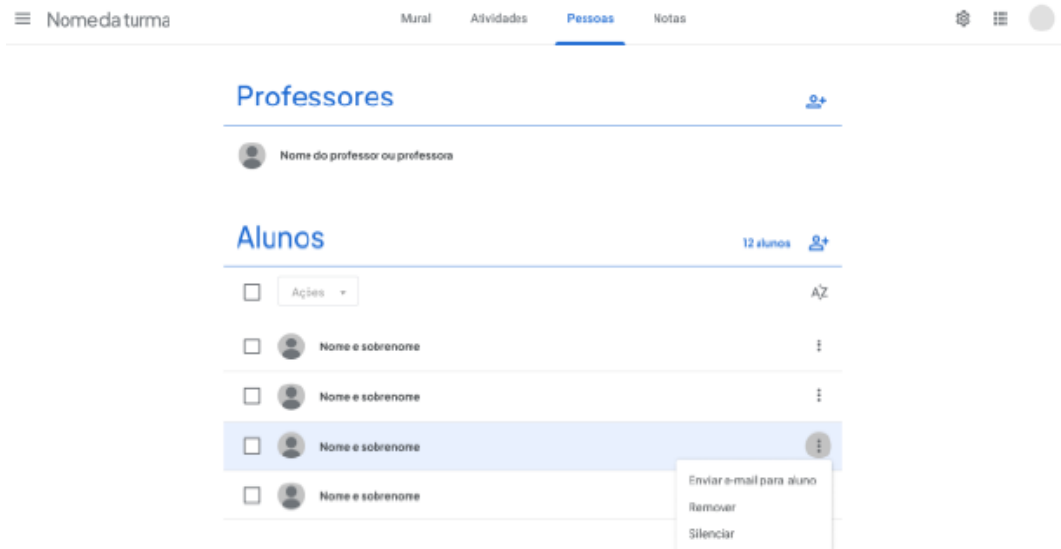 Nome da turma
Mural Atividades Pessoas Notas
Professores
Nome do professor ou professora
Alunos
12 alunos
Ações
AZ
Nome e sobrenome
Nome e sobrenome
Nome e sobrenome
Enviar e-mail para aluno
Nome e sobrenome
Remover
Silenciar